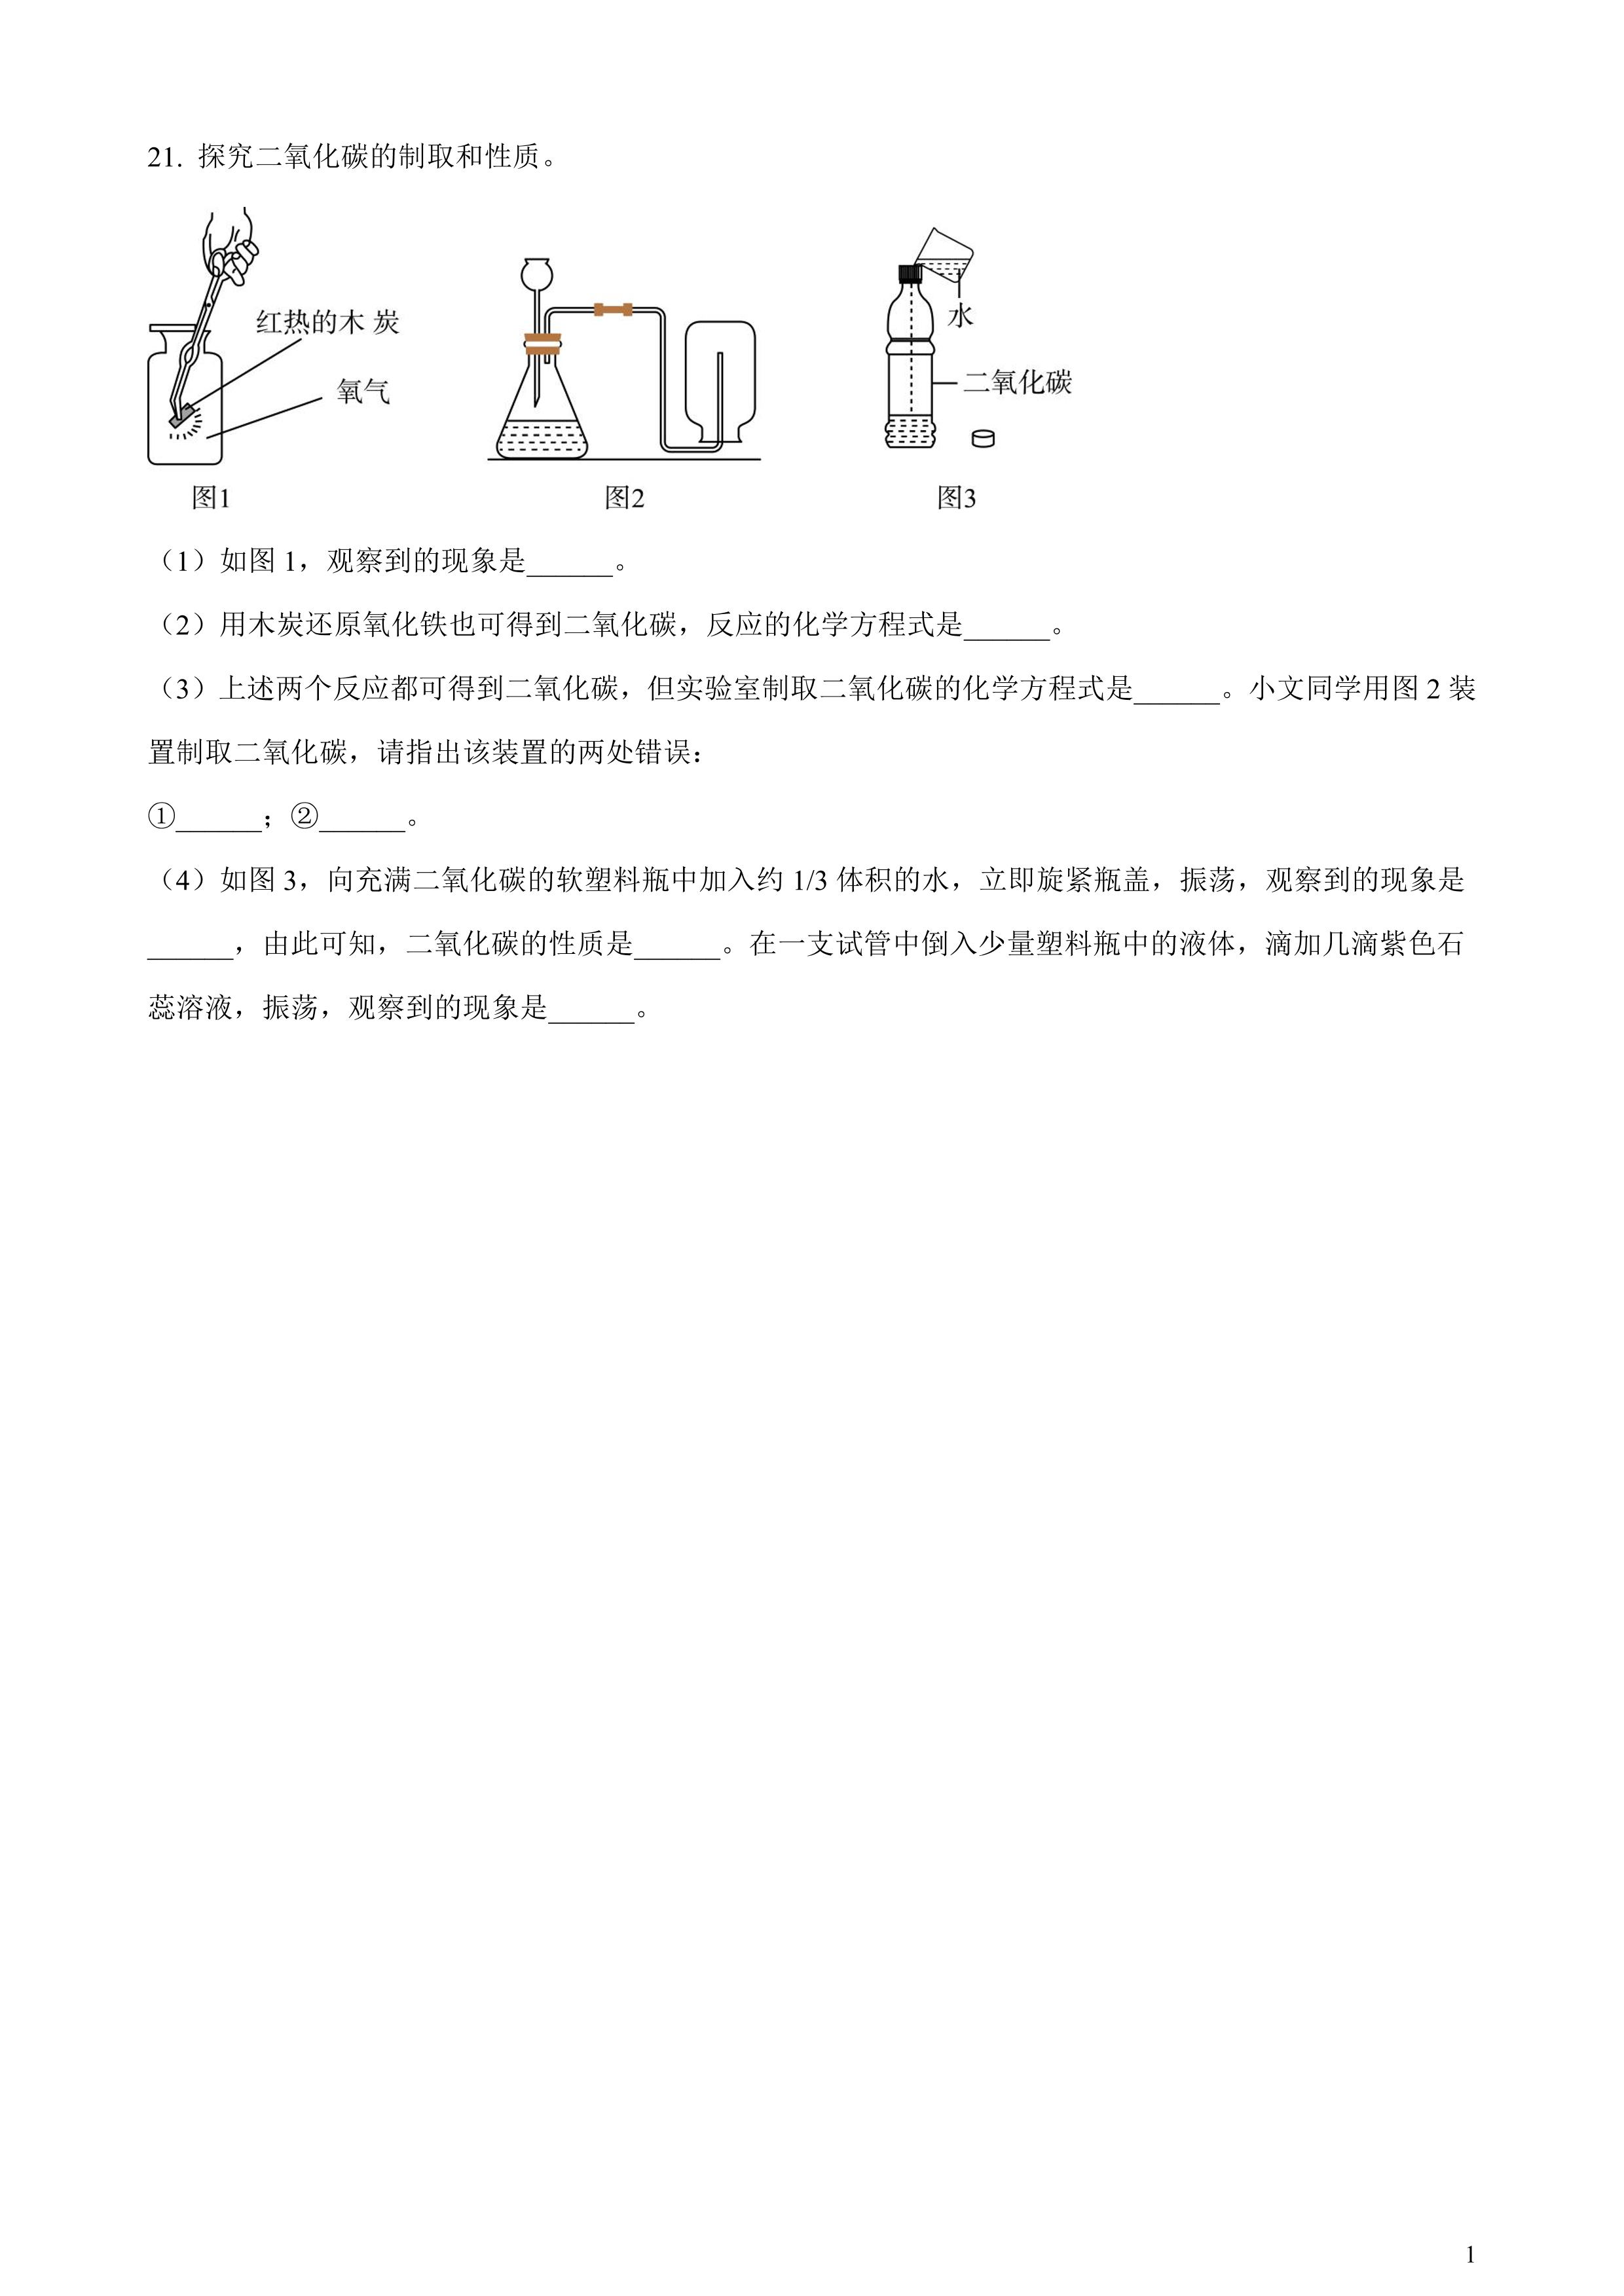 21. 探究二氧化碳的制取和性质。
红热的木 炭
氧气
水
二氧化碳
图1
图2
图3
（1）如图 1，观察到的现象是______。
（2）用木炭还原氧化铁也可得到二氧化碳，反应的化学方程式是______。
（3）上述两个反应都可得到二氧化碳，但实验室制取二氧化碳的化学方程式是______。小文同学用图 2 装
置制取二氧化碳，请指出该装置的两处错误：
①______；②______。
（4）如图 3，向充满二氧化碳的软塑料瓶中加入约 1/3 体积的水，立即旋紧瓶盖，振荡，观察到的现象是
______，由此可知，二氧化碳的性质是______。在一支试管中倒入少量塑料瓶中的液体，滴加几滴紫色石
蕊溶液，振荡，观察到的现象是______。
1